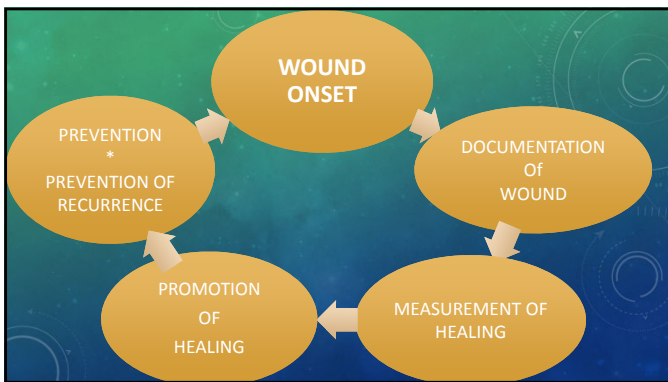 WOUND
ONSET
DOCUMENTATION
Of
WOUND
MEASUREMENT OF
HEALING
PROMOTION
OF
HEALING
PREVENTION
*
PREVENTION OF
RECURRENCE